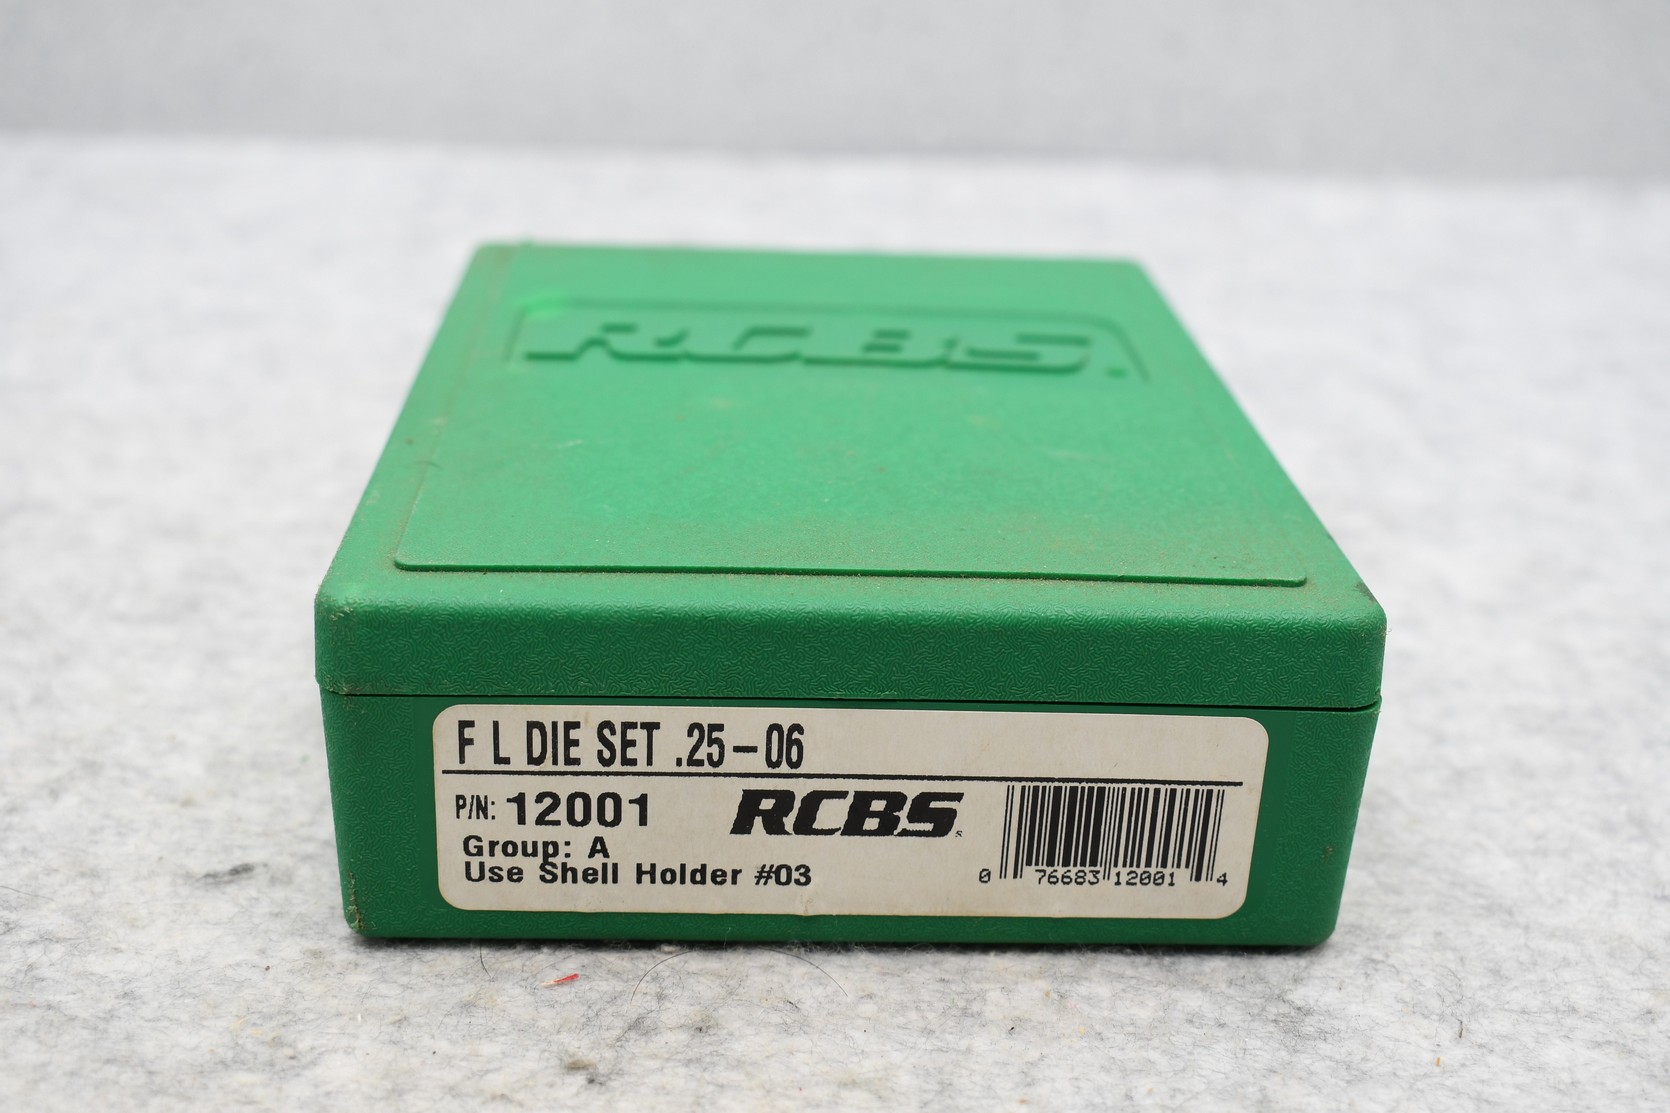 RCBS
F L DIE SET .25-06
P/N: 12001
RCBS
Group: A
Use Shell Holder #03
0 76683 12001 4